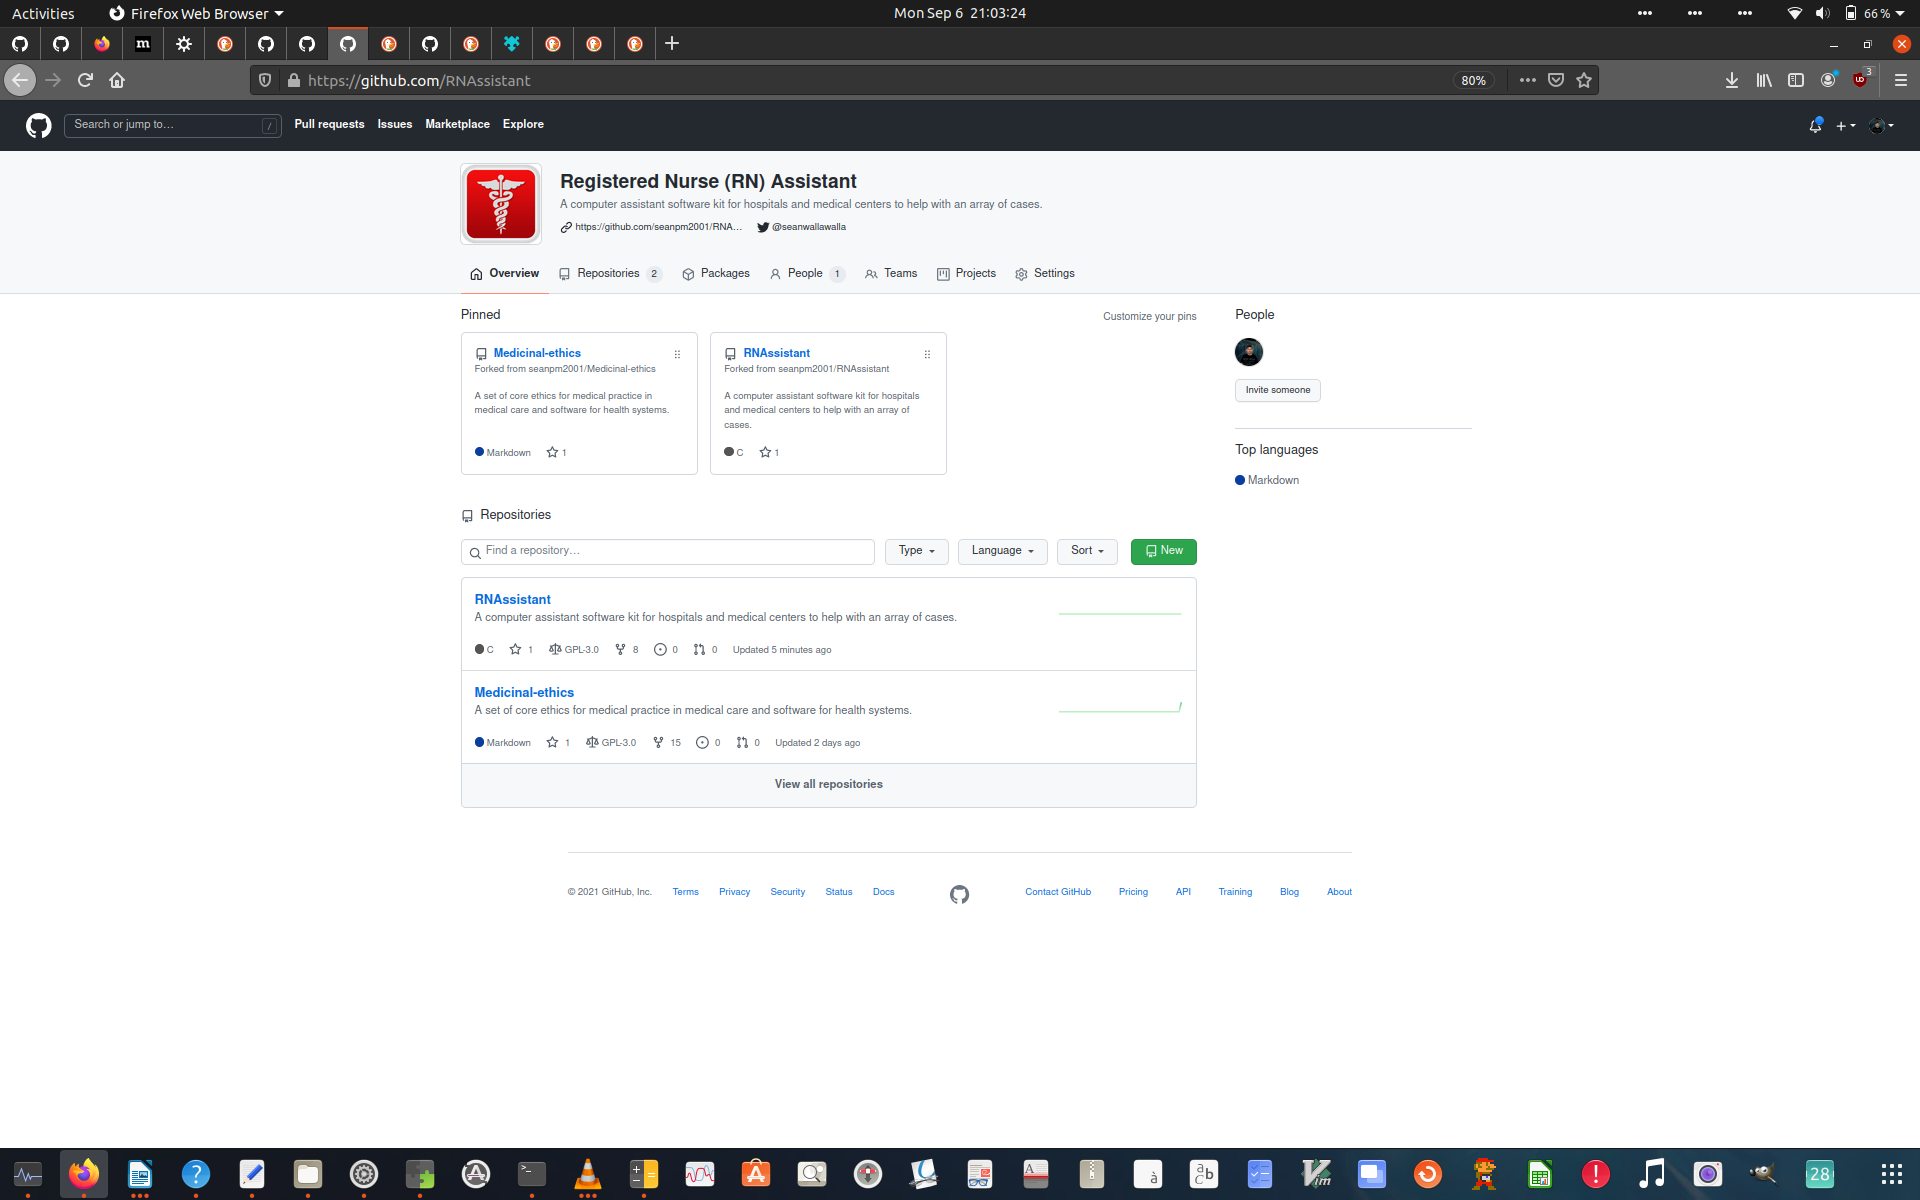 Activities
Firefox Web Browser
Mon Sep 6 21:03:24
66 %
m
https://github.com/RNAssistant
80%
3
Search or jump to…
/
Pull requests
Issues
Marketplace
Explore
Registered Nurse (RN) Assistant
A computer assistant software kit for hospitals and medical centers to help with an array of cases.
https://github.com/seanpm2001/RNA...
@seanwallawalla
Overview
Repositories 2
Packages
People 1
Teams
Projects
Settings
Pinned
Customize your pins
People
Medicinal-ethics
Forked from seanpm2001/Medicinal-ethics
A set of core ethics for medical practice in
medical care and software for health systems.
Markdown 1
RNAssistant
Forked from seanpm2001/RNAssistant
A computer assistant software kit for hospitals
and medical centers to help with an array of
cases.
C 1
Invite someone
Top languages
Markdown
Repositories
Find a repository…
Type
Language
Sort
New
RNAssistant
A computer assistant software kit for hospitals and medical centers to help with an array of cases.
C 1 GPL-3.0 8 0 0 Updated 5 minutes ago
Medicinal-ethics
A set of core ethics for medical practice in medical care and software for health systems.
Markdown 1 GPL-3.0 15 0 0 Updated 2 days ago
View all repositories
© 2021 GitHub, Inc.
Terms
Privacy
Security
Status
Docs
Contact GitHub
Pricing
API
Training
Blog
About
?
>_
A
à
abc
Vim
!
28